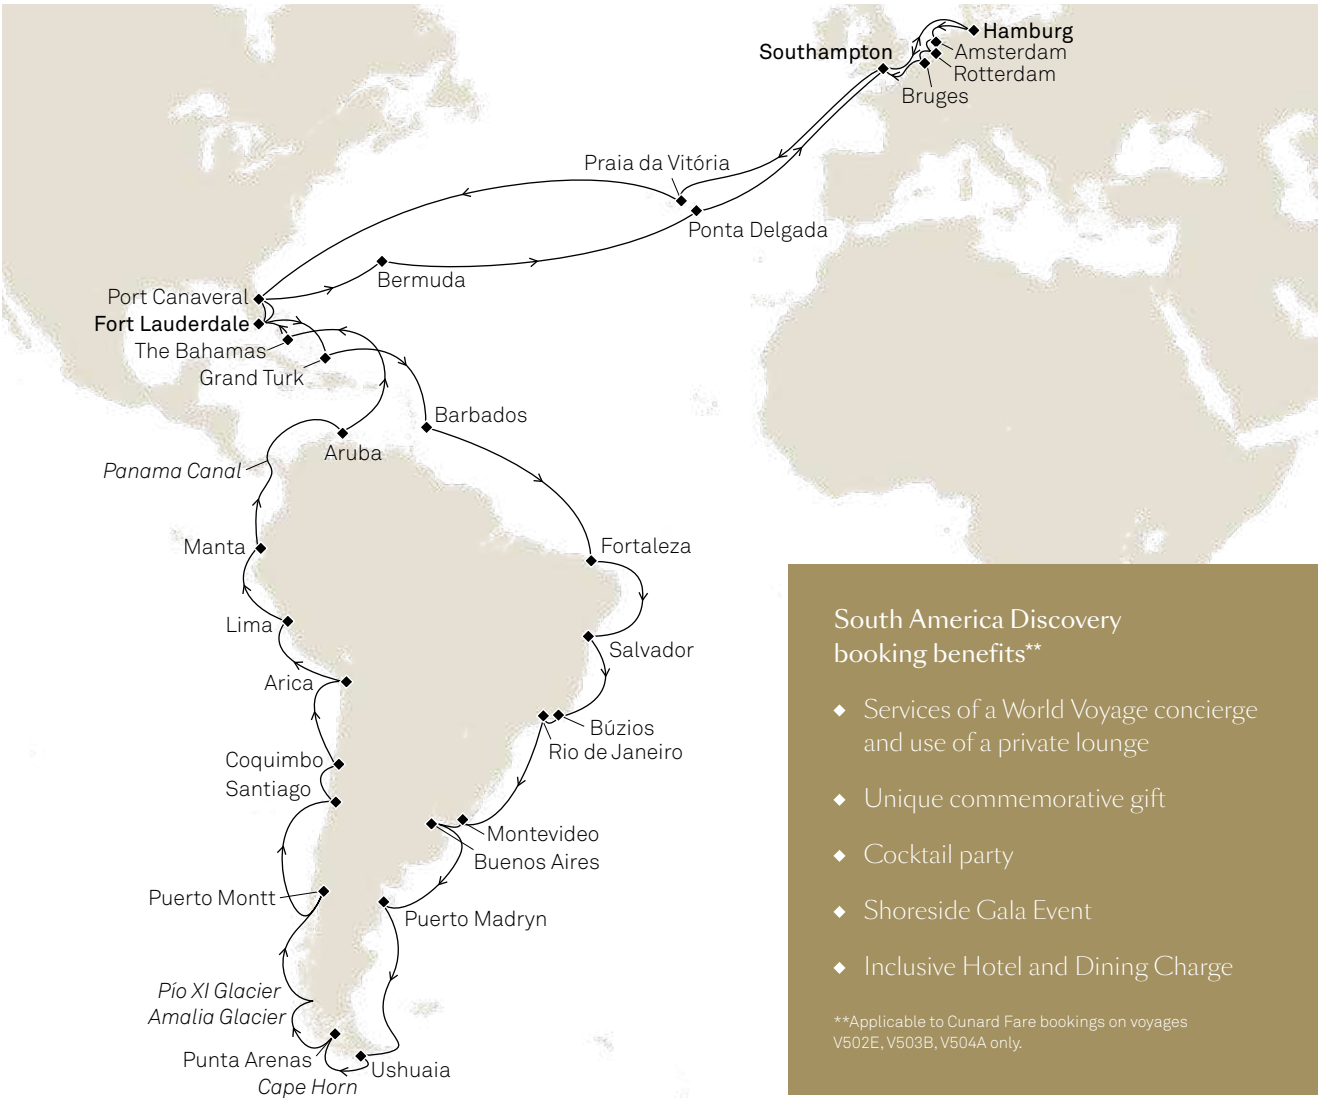 Hamburg
Southampton
Amsterdam
Rotterdam
Bruges
Praia da Vitória
Ponta Delgada
Bermuda
Port Canaveral
Fort Lauderdale
The Bahamas
Grand Turk
Barbados
Aruba
Panama Canal
Manta
Fortaleza
Lima
Salvador
Arica
Búzios
Rio de Janeiro
Coquimbo
Santiago
Montevideo
Buenos Aires
Puerto Montt
Puerto Madryn
Pío XI Glacier
Amalia Glacier
Punta Arenas
Ushuaia
Cape Horn
South America Discovery
booking benefits**
◆ Services of a World Voyage concierge
and use of a private lounge
◆ Unique commemorative gift
◆ Cocktail party
◆ Shoreside Gala Event
◆ Inclusive Hotel and Dining Charge
**Applicable to Cunard Fare bookings on voyages
V502E, V503B, V504A only.